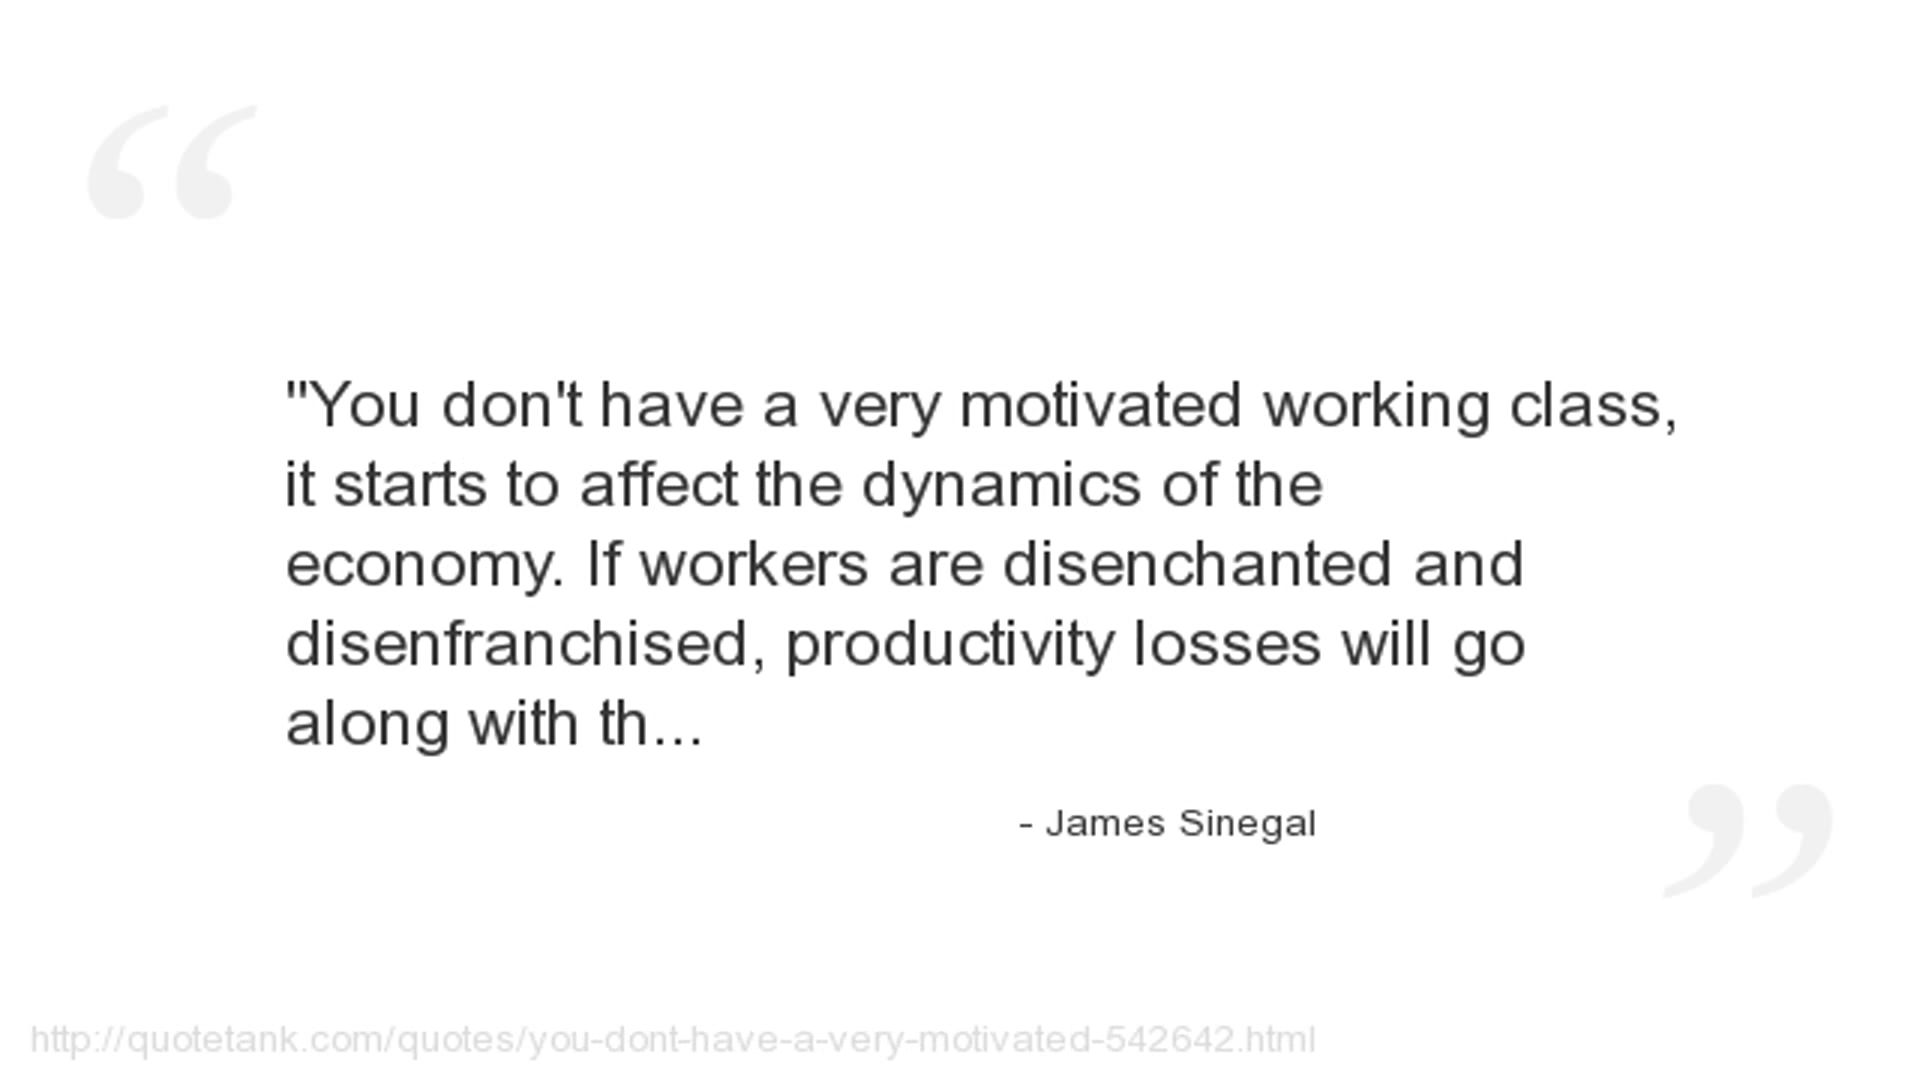 "You don't have a very motivated working class,
it starts to affect the dynamics of the
economy. If workers are disenchanted and
disenfranchised, productivity losses will go
along with th...
- James Sinegal
http://quotetank.com/quotes/you-dont-have-a-very-motivated-542642.html